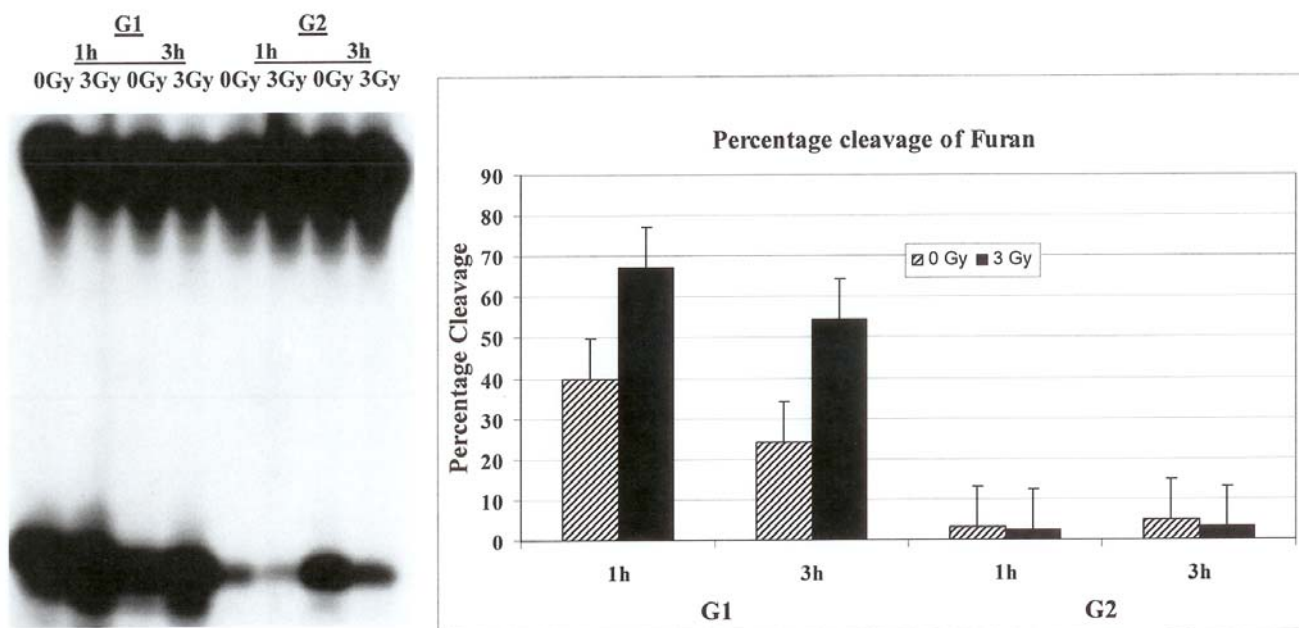 G1 G2
1h 3h 1h 3h
0Gy 3Gy 0Gy 3Gy 0Gy 3Gy 0Gy 3Gy
Percentage cleavage of Furan
Percentage Cleavage
90
80
70
60
50
40
30
20
10
0
0 Gy 3 Gy
1h 3h 1h 3h
G1 G2